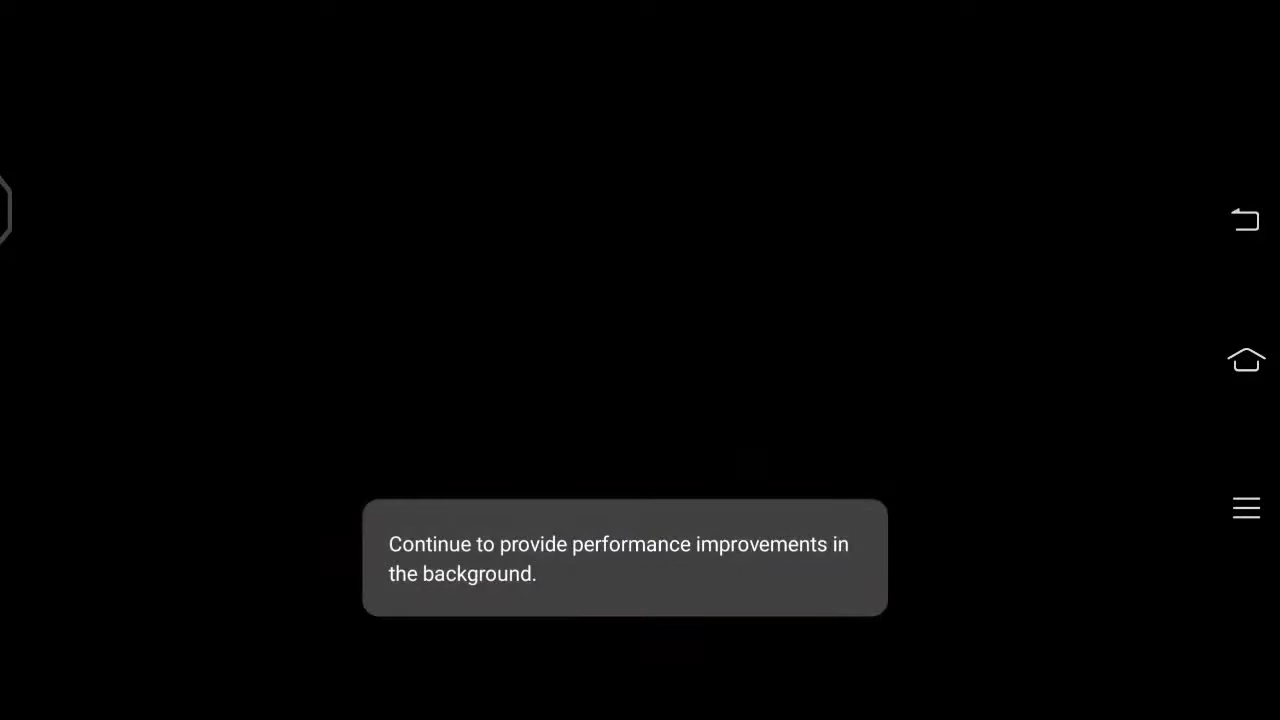 Continue to provide performance improvements in
the background.